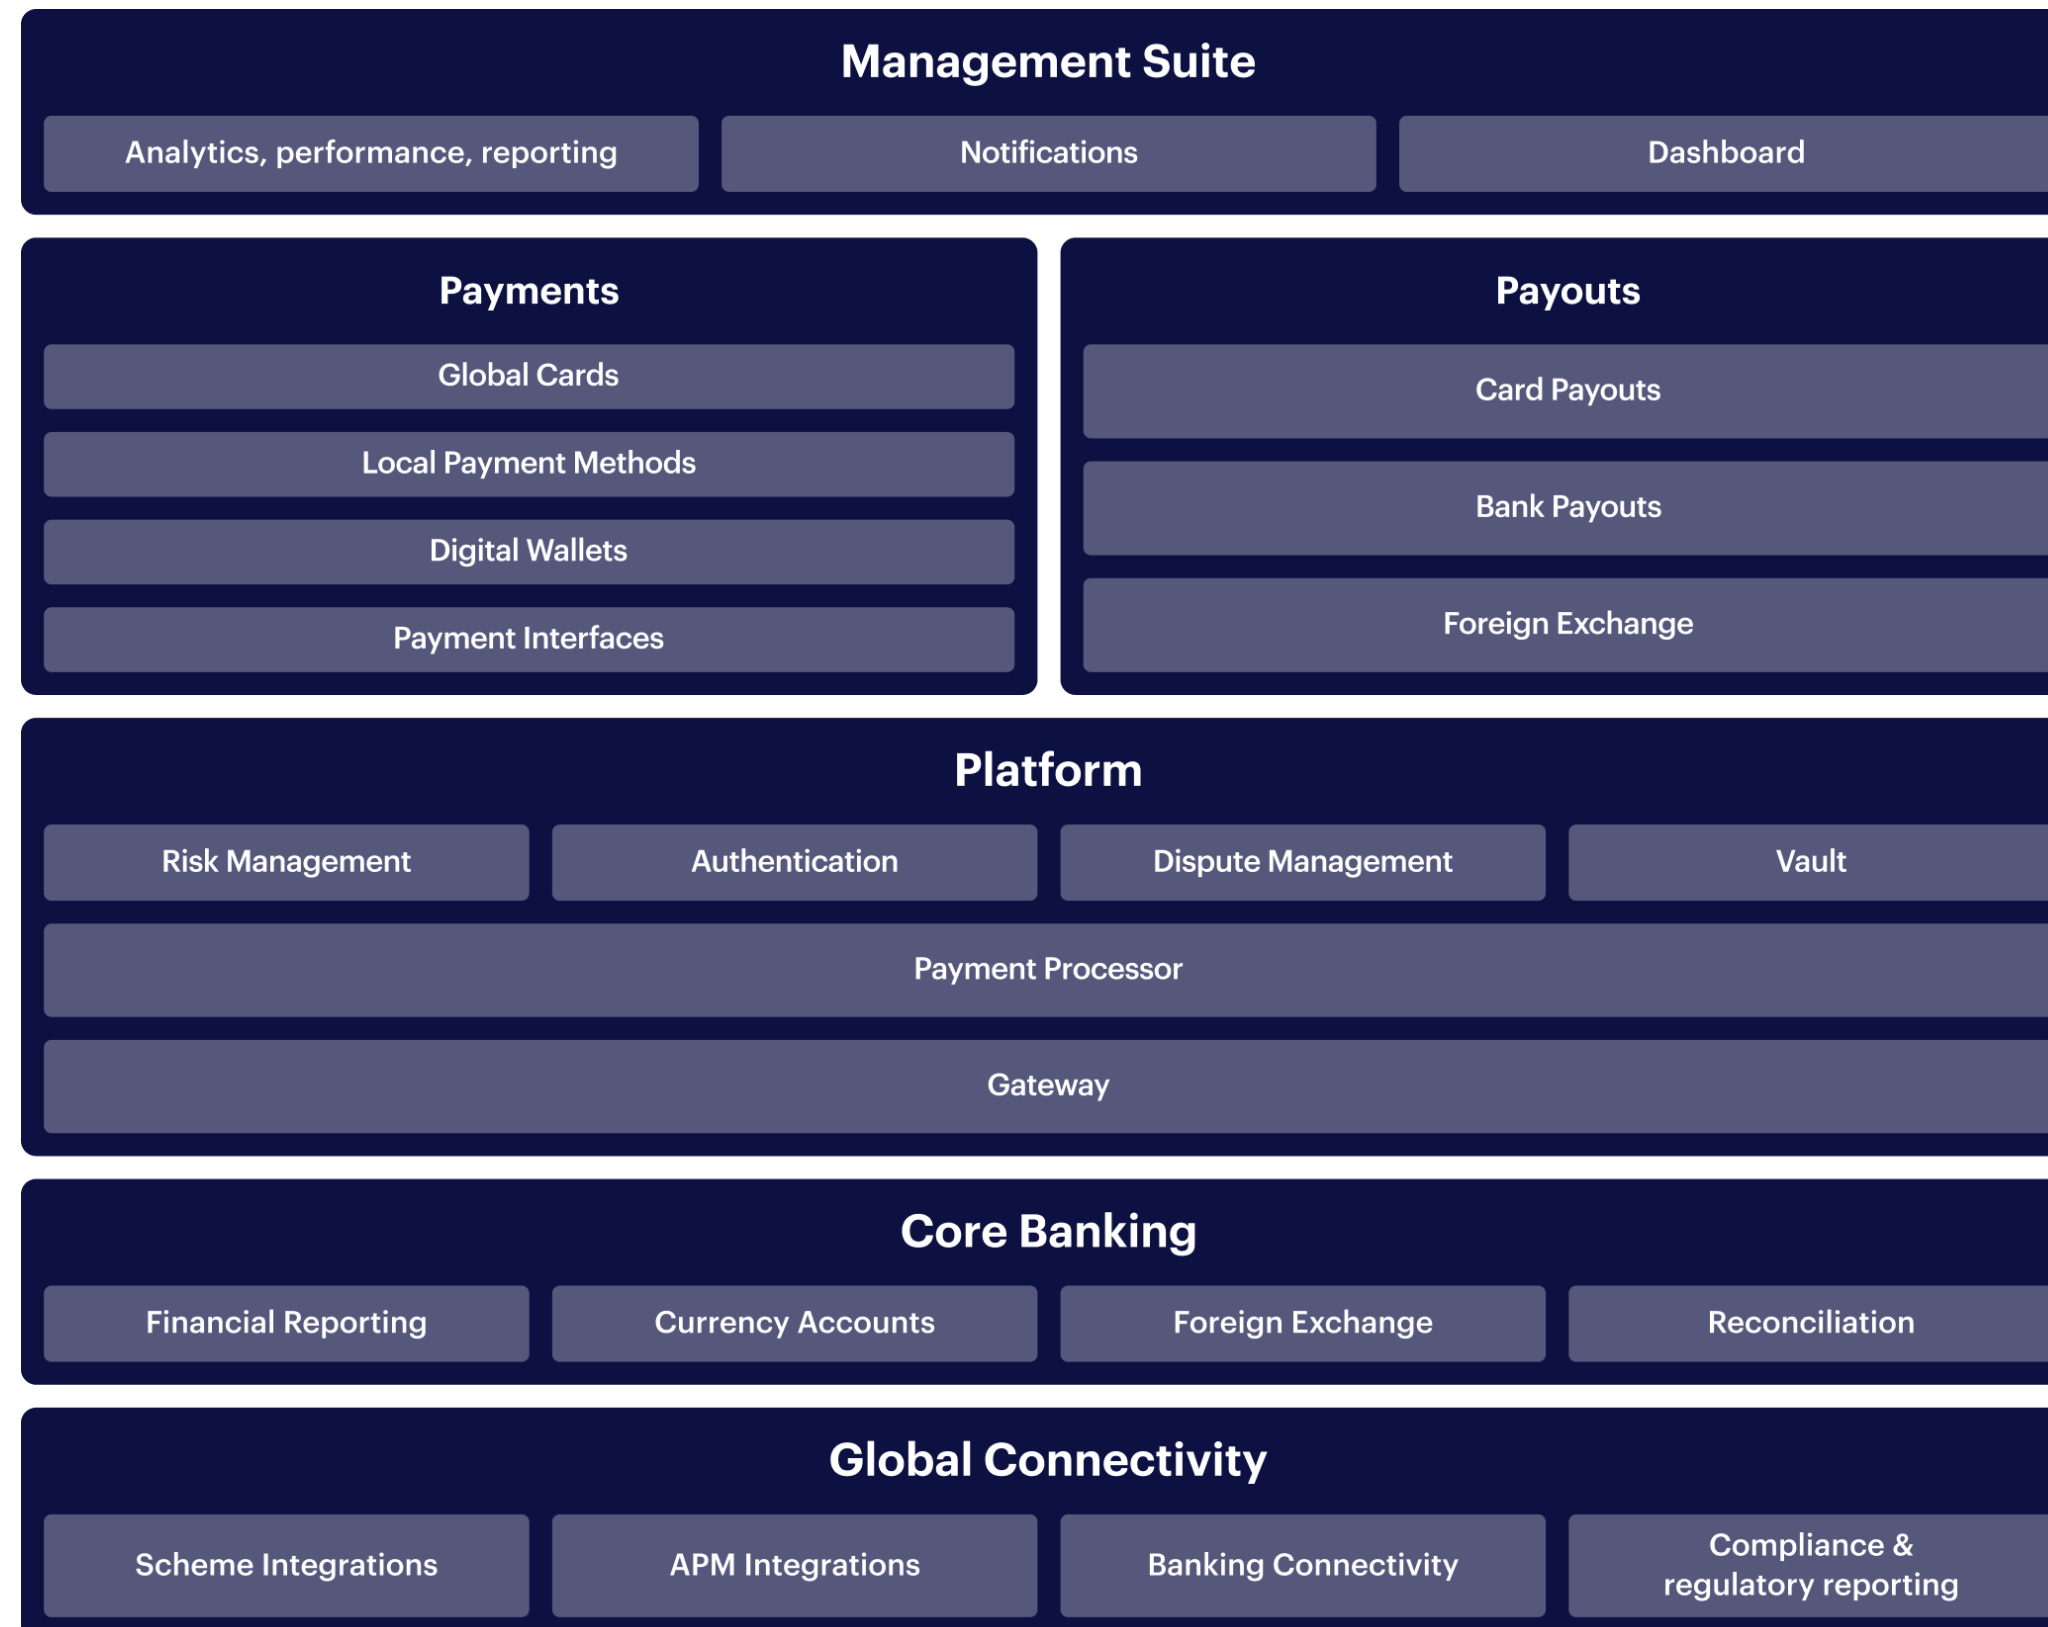 Management Suite
Analytics, performance, reporting
Notifications
Dashboard
Payments
Global Cards
Local Payment Methods
Digital Wallets
Payment Interfaces
Payouts
Card Payouts
Bank Payouts
Foreign Exchange
Platform
Risk Management
Authentication
Dispute Management
Vault
Payment Processor
Gateway
Core Banking
Financial Reporting
Currency Accounts
Foreign Exchange
Reconciliation
Global Connectivity
Scheme Integrations
APM Integrations
Banking Connectivity
Compliance &
regulatory reporting